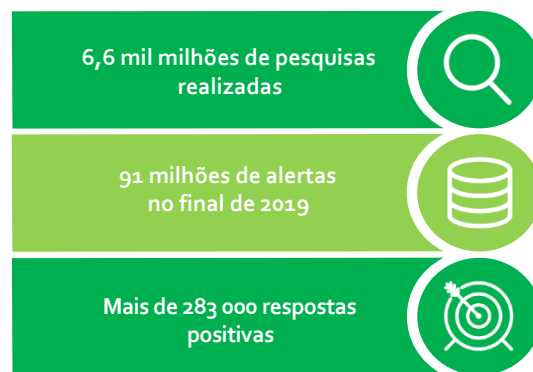 6,6 mil milhões de pesquisas
realizadas
91 milhões de alertas
no final de 2019
Mais de 283 000 respostas
positivas